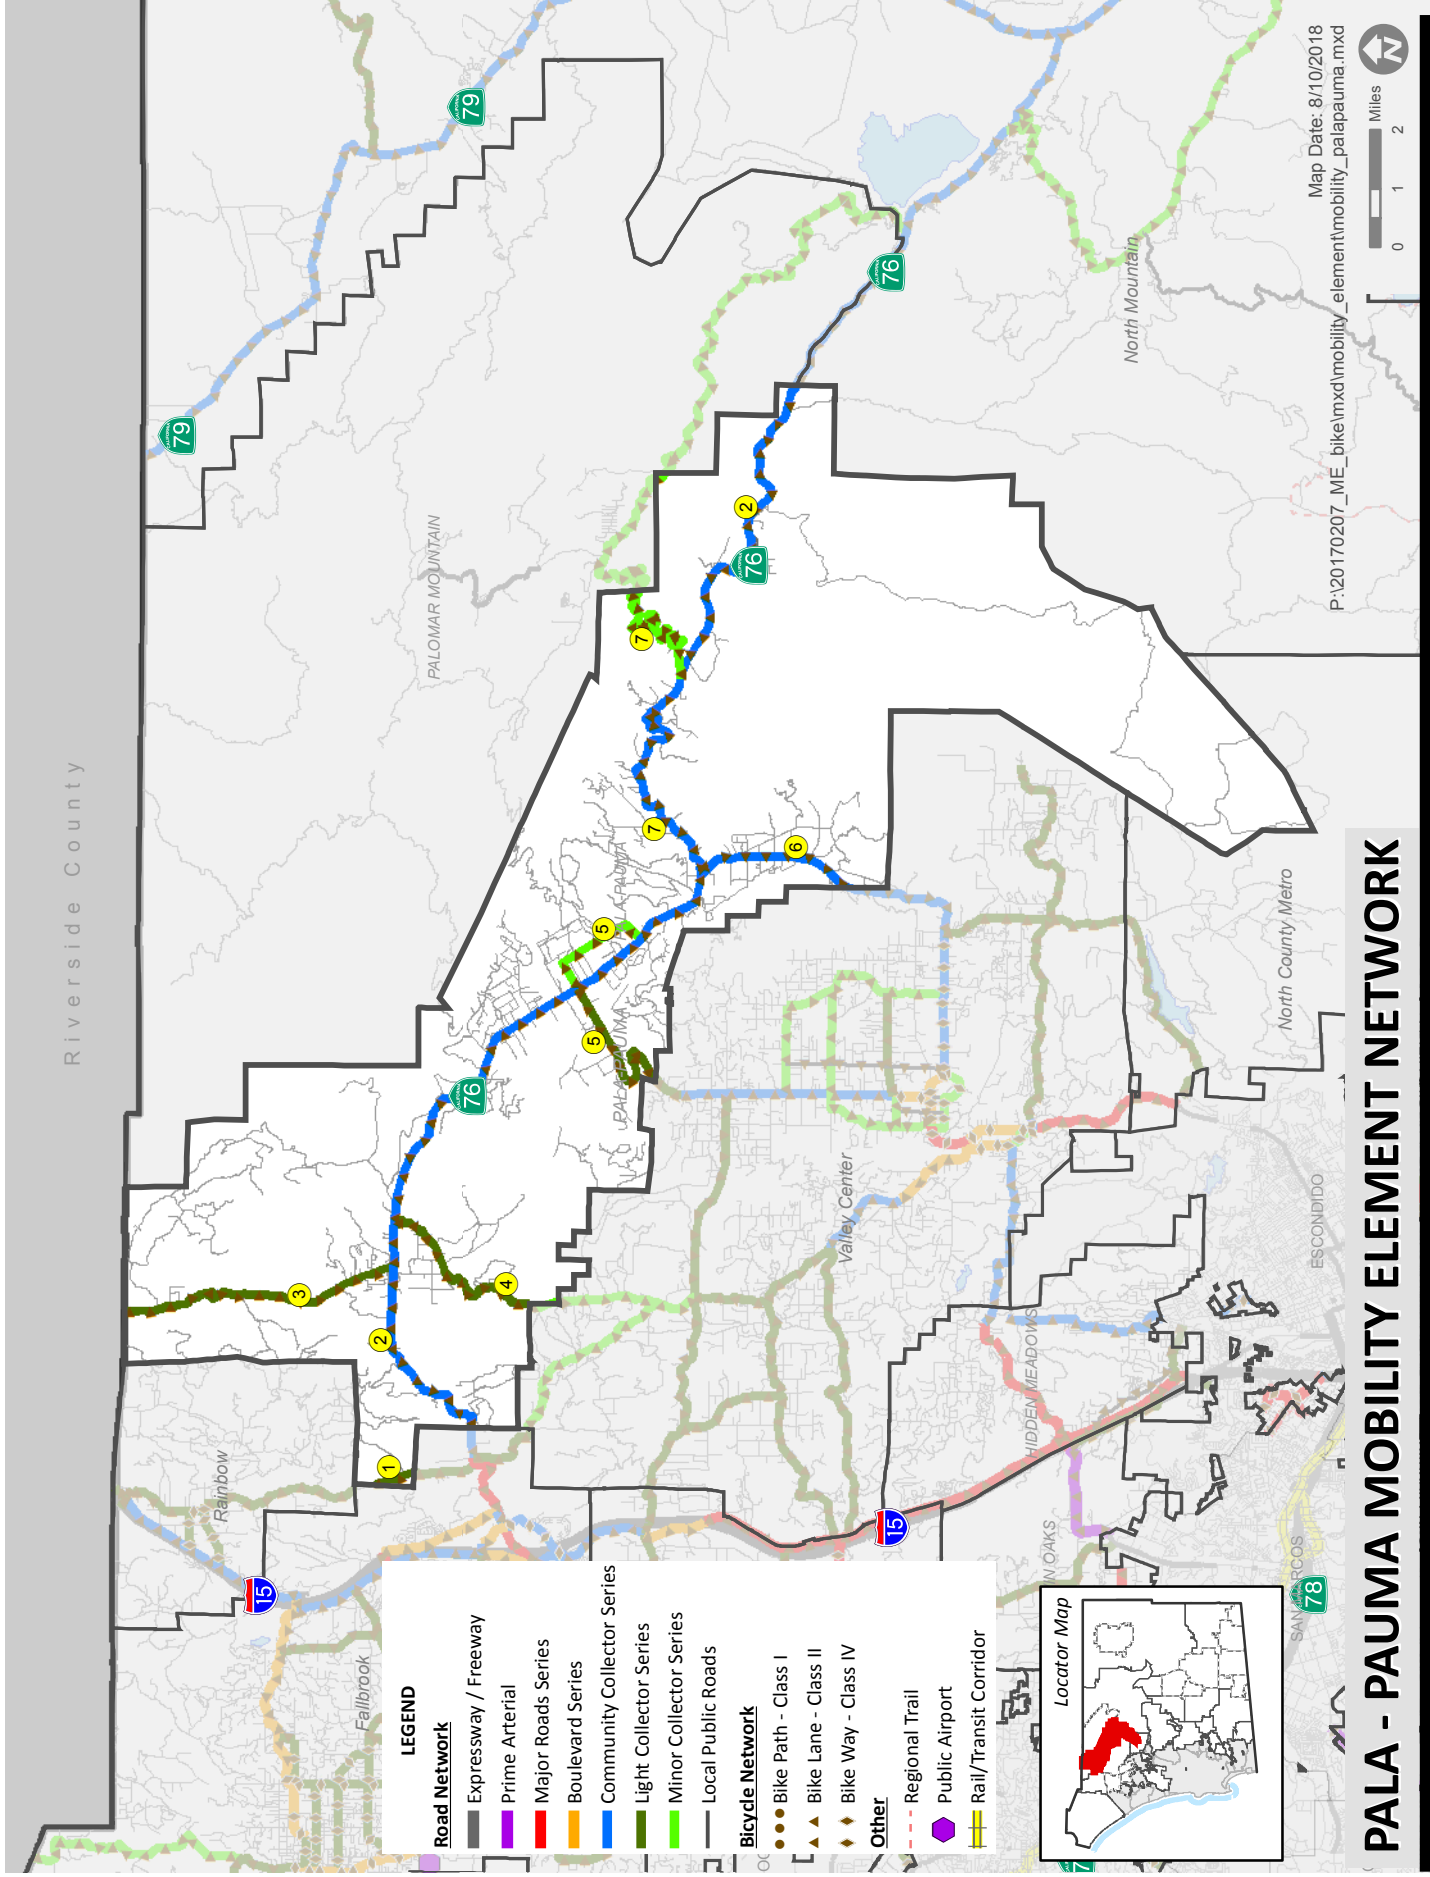 Riverside County
79
79
PALOMAR MOUNTAIN
76
76
76
North Mountain
Rainbow
15
Fallbrook
1
2
3
4
5
5
6
7
7
2
PALA-PAUMA
Valley Center
HIDDEN MEADOWS
15
North County Metro
ESCONDIDO
78
LEGEND
Road Network
Expressway / Freeway
Prime Arterial
Major Roads Series
Boulevard Series
Community Collector Series
Light Collector Series
Minor Collector Series
Local Public Roads
Bicycle Network
Bike Path - Class I
Bike Lane - Class II
Bike Way - Class IV
Other
Regional Trail
Public Airport
Rail/Transit Corridor
Locator Map
Map Date: 8/10/2018
P:\20170207_ME_bike\mxd\mobility_element\mobility_palapauma.mxd
0 1 2 Miles
N
PALA - PAUMA MOBILITY ELEMENT NETWORK